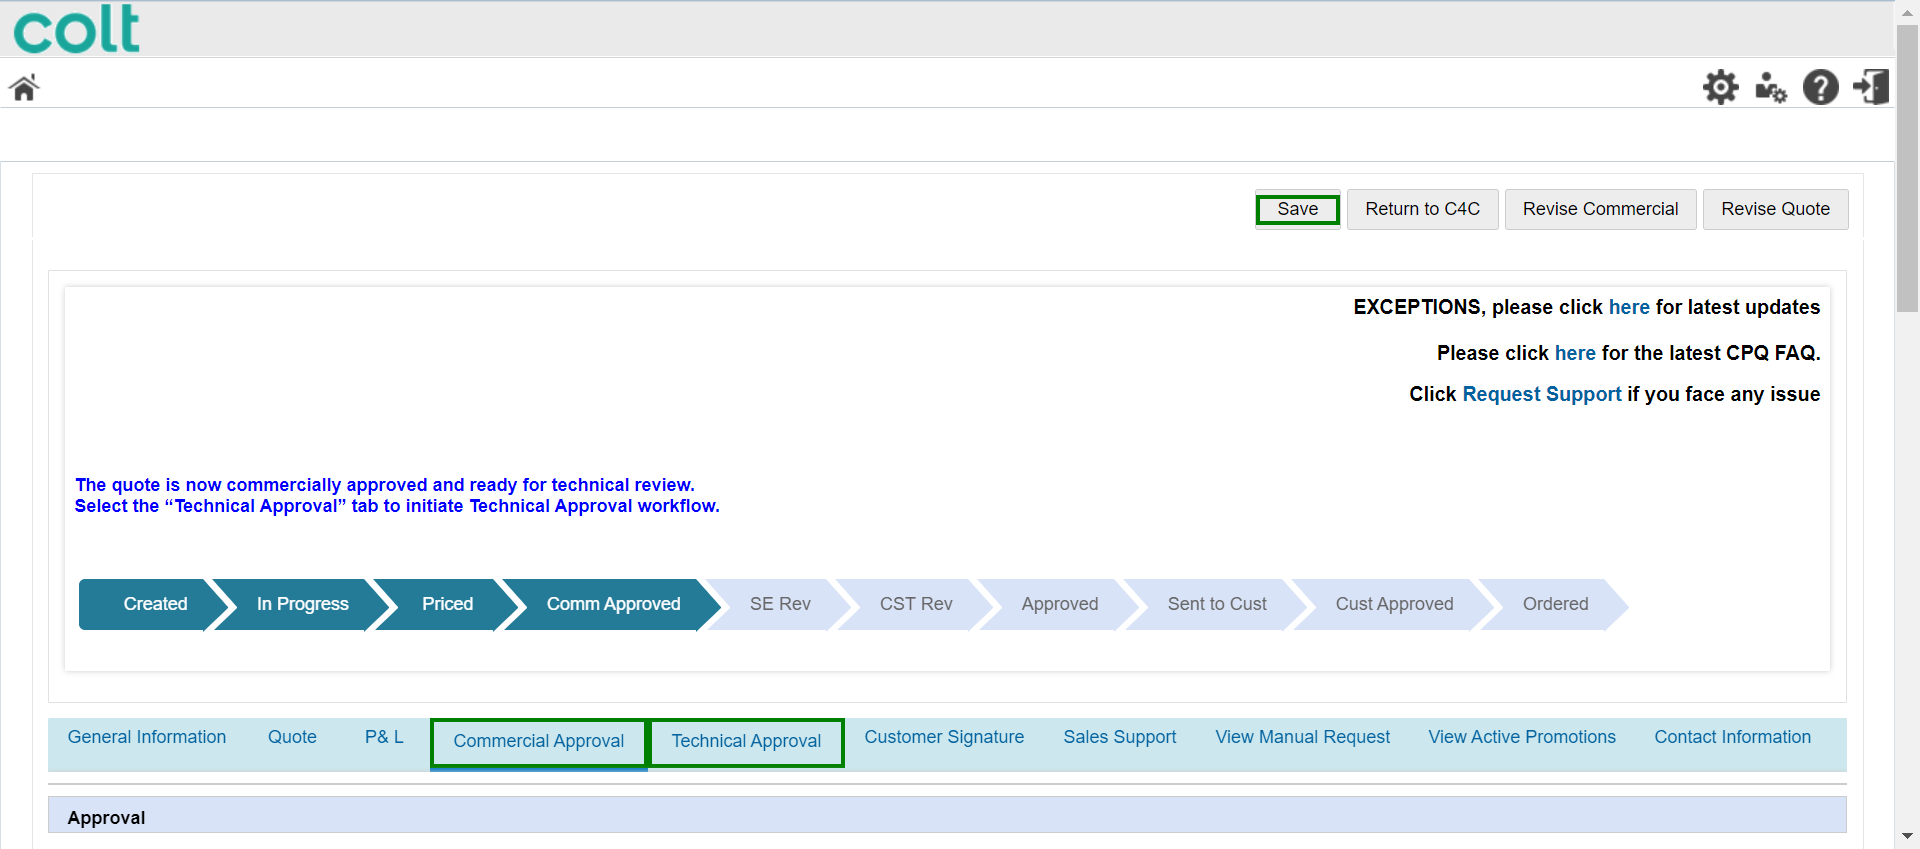 colt
Save Return to C4C Revise Commercial Revise Quote
EXCEPTIONS, please click here for latest updates
Please click here for the latest CPQ FAQ.
Click Request Support if you face any issue
The quote is now commercially approved and ready for technical review.
Select the “Technical Approval” tab to initiate Technical Approval workflow.
Created In Progress Priced Comm Approved SE Rev CST Rev Approved Sent to Cust Cust Approved Ordered
General Information Quote P& L Commercial Approval Technical Approval Customer Signature Sales Support View Manual Request View Active Promotions Contact Information
Approval